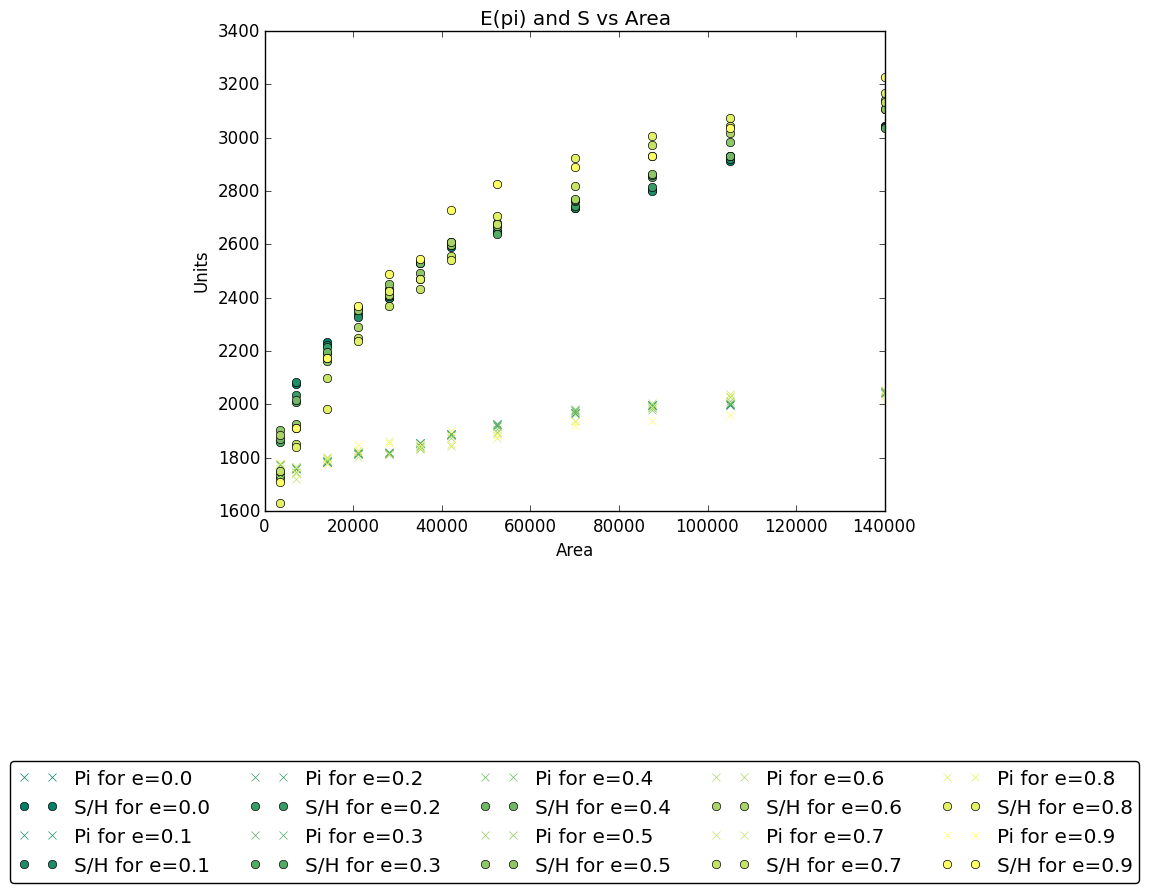 E(pi) and S vs Area
3400
3200
3000
2800
2600
2400
2200
2000
1800
1600
Units
0 20000 40000 60000 80000 100000 120000 140000
Area
Pi for e=0.0 Pi for e=0.2 Pi for e=0.4 Pi for e=0.6 Pi for e=0.8
S/H for e=0.0 S/H for e=0.2 S/H for e=0.4 S/H for e=0.6 S/H for e=0.8
Pi for e=0.1 Pi for e=0.3 Pi for e=0.5 Pi for e=0.7 Pi for e=0.9
S/H for e=0.1 S/H for e=0.3 S/H for e=0.5 S/H for e=0.7 S/H for e=0.9